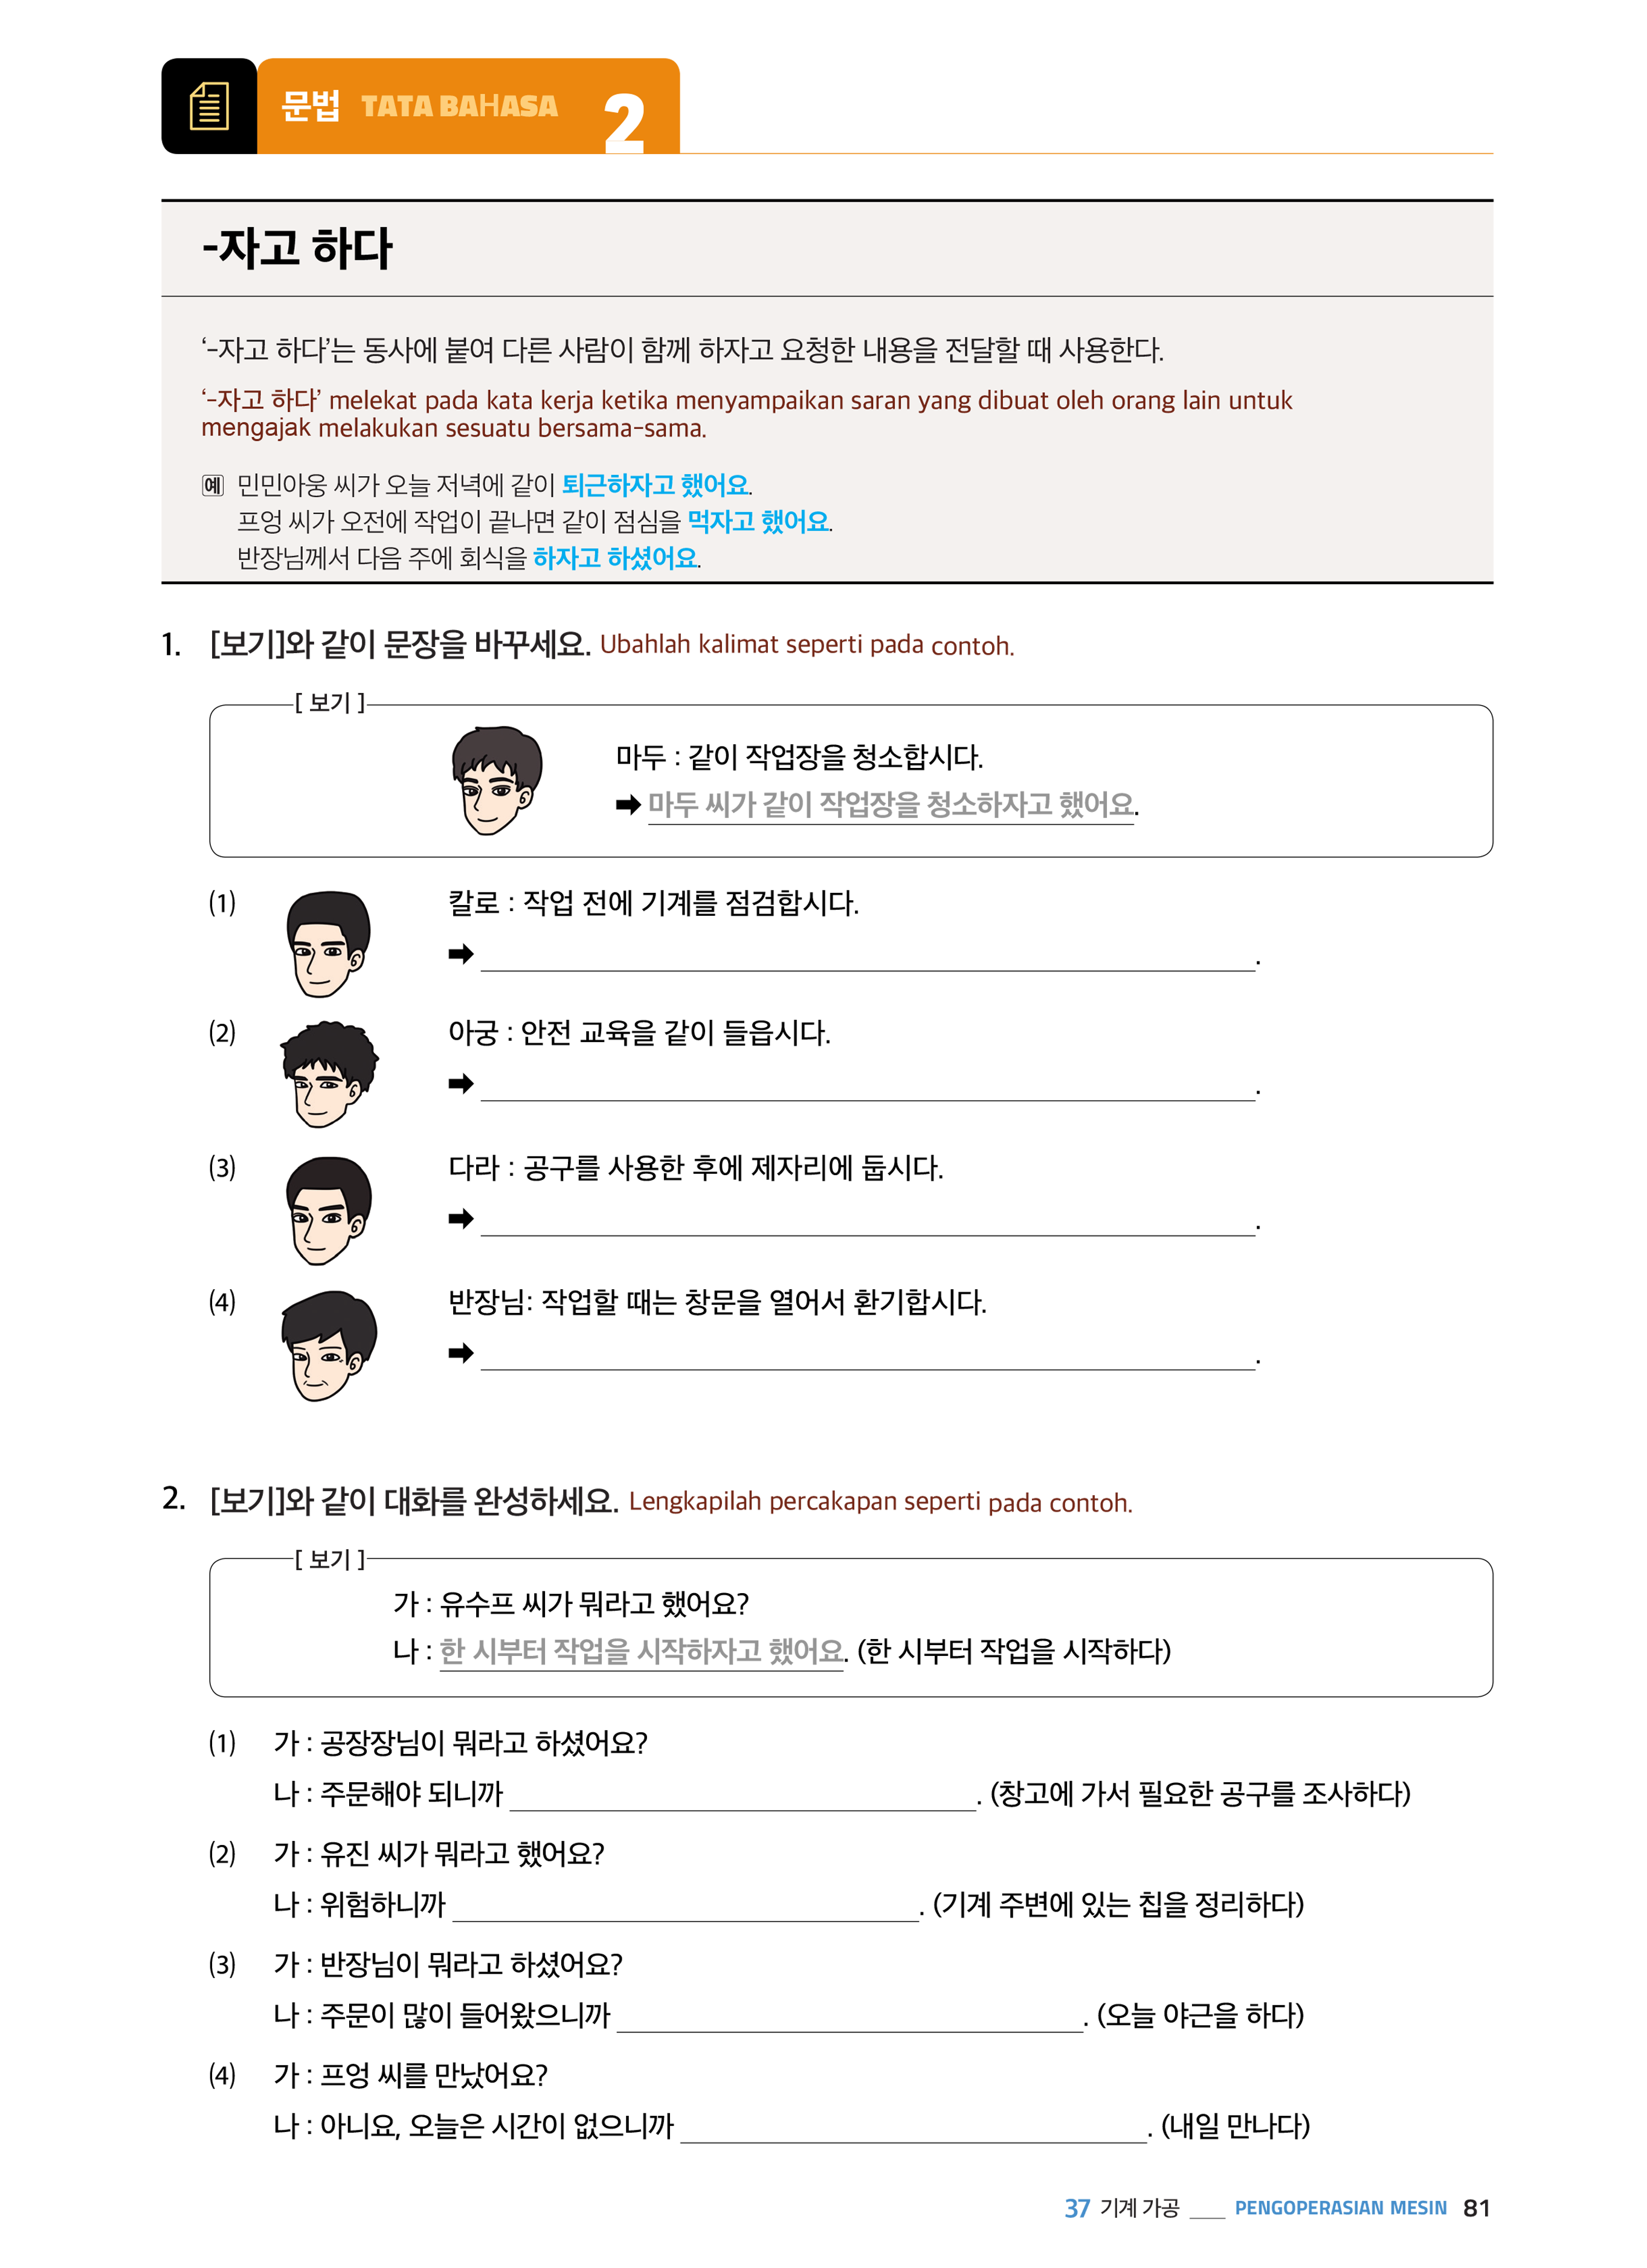 문법 TATA BAHASA 2
-자고 하다
‘-자고 하다’는 동사에 붙여 다른 사람이 함께 하자고 요청한 내용을 전달할 때 사용한다.
‘-자고 하다’ melekat pada kata kerja ketika menyampaikan saran yang dibuat oleh orang lain untuk
mengajak melakukan sesuatu bersama-sama.
예 민민아웅 씨가 오늘 저녁에 같이 퇴근하자고 했어요.
프엉 씨가 오전에 작업이 끝나면 같이 점심을 먹자고 했어요.
반장님께서 다음 주에 회식을 하자고 하셨어요.
1. [보기]와 같이 문장을 바꾸세요. Ubahlah kalimat seperti pada contoh.
[ 보기 ]
마두 : 같이 작업장을 청소합시다.
➡ 마두 씨가 같이 작업장을 청소하자고 했어요.
(1) 칼로 : 작업 전에 기계를 점검합시다.
➡ .
(2) 아궁 : 안전 교육을 같이 들읍시다.
➡ .
(3) 다라 : 공구를 사용한 후에 제자리에 둡시다.
➡ .
(4) 반장님: 작업할 때는 창문을 열어서 환기합시다.
➡ .
2. [보기]와 같이 대화를 완성하세요. Lengkapilah percakapan seperti pada contoh.
[ 보기 ]
가 : 유수프 씨가 뭐라고 했어요?
나 : 한 시부터 작업을 시작하자고 했어요. (한 시부터 작업을 시작하다)
(1) 가 : 공장장님이 뭐라고 하셨어요?
나 : 주문해야 되니까 . (창고에 가서 필요한 공구를 조사하다)
(2) 가 : 유진 씨가 뭐라고 했어요?
나 : 위험하니까 . (기계 주변에 있는 칩을 정리하다)
(3) 가 : 반장님이 뭐라고 하셨어요?
나 : 주문이 많이 들어왔으니까 . (오늘 야근을 하다)
(4) 가 : 프엉 씨를 만났어요?
나 : 아니요, 오늘은 시간이 없으니까 . (내일 만나다)
37 기계 가공 ___ PENGOPERASIAN MESIN 81